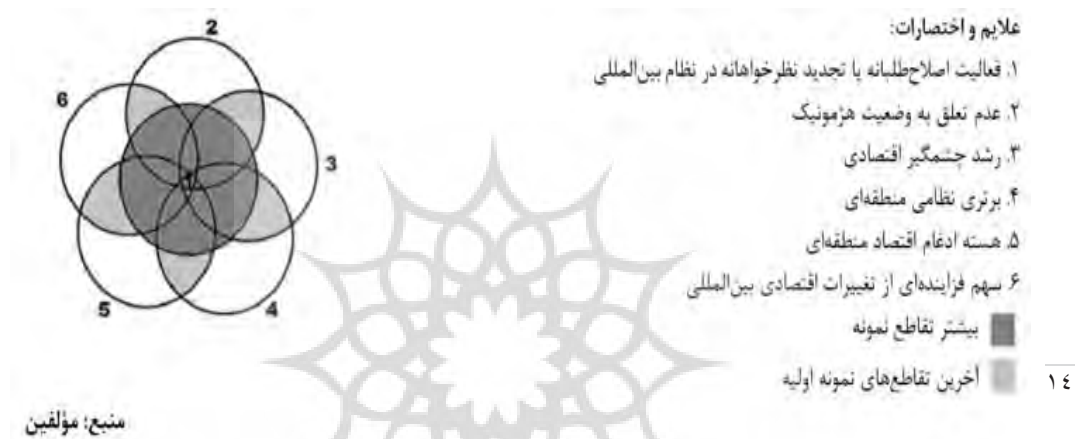 علایم و اختصارات:
۱. فعالیت اصلاح‌طلبانه یا تجدید نظرخواهانه در نظام بین‌المللی
۲. عدم تعلق به وضعیت هژمونیک
۳. رشد چشمگیر اقتصادی
۴. برتری نظامی منطقه‌ای
۵. هسته ادغام اقتصاد منطقه‌ای
۶. سهم فزاینده‌ای از تغییرات اقتصادی بین‌المللی
بیشتر تقاطع نمونه
آخرین تقاطع‌های نمونه اولیه
۱٤
2
6
3
1
5
4
منبع: مؤلفین